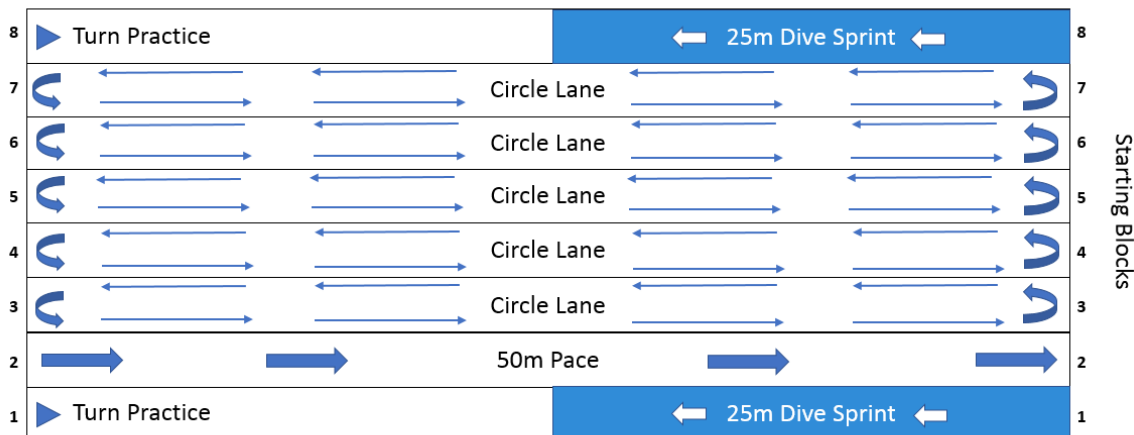 8 Turn Practice 25m Dive Sprint 8
7 Circle Lane 7
6 Circle Lane 6
5 Circle Lane 5
4 Circle Lane 4
3 Circle Lane 3
2 50m Pace 2
1 Turn Practice 25m Dive Sprint 1
Starting Blocks